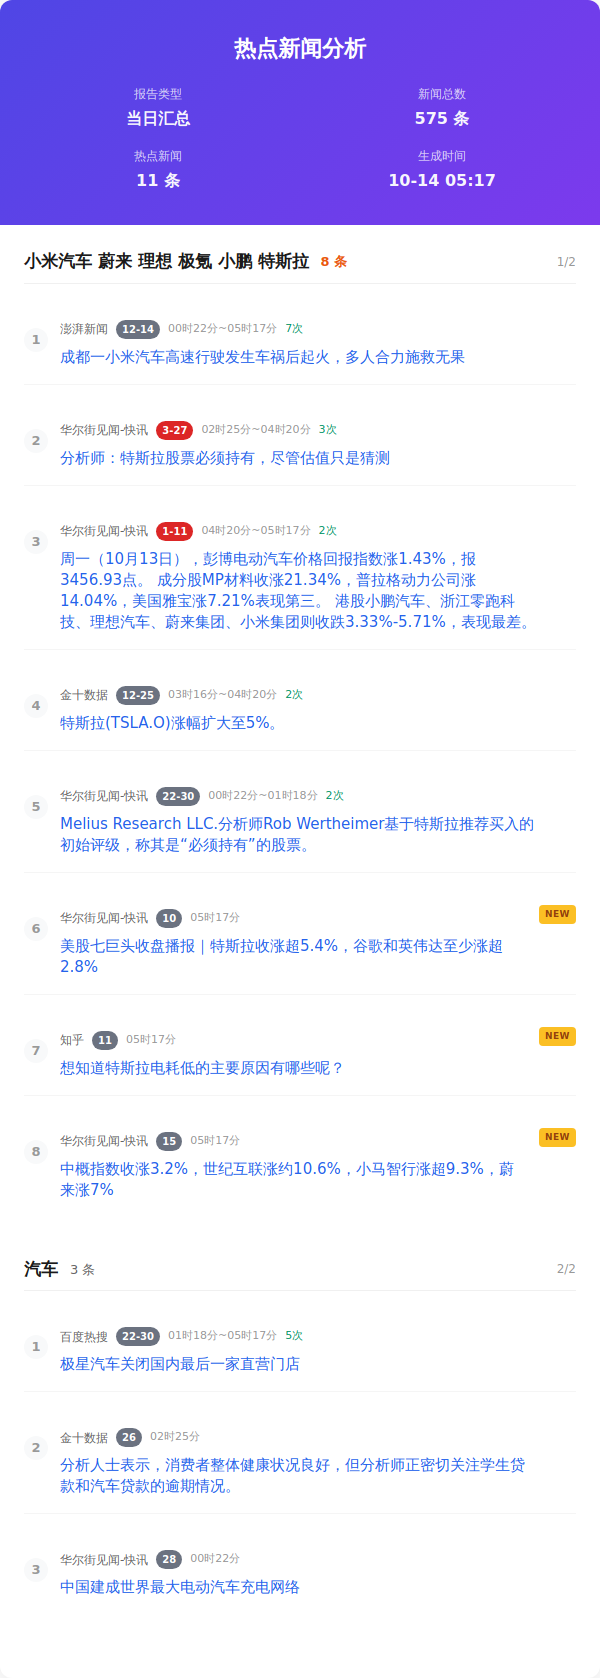 热点新闻分析
报告类型 新闻总数
当日汇总 575 条
热点新闻 生成时间
11 条 10-14 05:17
小米汽车 蔚来 理想 极氪 小鹏 特斯拉 8 条 1/2
1 澎湃新闻 12-14 00时22分~05时17分 7次
成都一小米汽车高速行驶发生车祸后起火，多人合力施救无果
2 华尔街见闻-快讯 3-27 02时25分~04时20分 3次
分析师：特斯拉股票必须持有，尽管估值只是猜测
3 华尔街见闻-快讯 1-11 04时20分~05时17分 2次
周一（10月13日），彭博电动汽车价格回报指数涨1.43%，报
3456.93点。 成分股MP材料收涨21.34%，普拉格动力公司涨
14.04%，美国雅宝涨7.21%表现第三。 港股小鹏汽车、浙江零跑科
技、理想汽车、蔚来集团、小米集团则收跌3.33%-5.71%，表现最差。
4 金十数据 12-25 03时16分~04时20分 2次
特斯拉(TSLA.O)涨幅扩大至5%。
5 华尔街见闻-快讯 22-30 00时22分~01时18分 2次
Melius Research LLC.分析师Rob Wertheimer基于特斯拉推荐买入的
初始评级，称其是“必须持有”的股票。
6 华尔街见闻-快讯 10 05时17分 NEW
美股七巨头收盘播报｜特斯拉收涨超5.4%，谷歌和英伟达至少涨超
2.8%
7 知乎 11 05时17分 NEW
想知道特斯拉电耗低的主要原因有哪些呢？
8 华尔街见闻-快讯 15 05时17分 NEW
中概指数收涨3.2%，世纪互联涨约10.6%，小马智行涨超9.3%，蔚
来涨7%
汽车 3 条 2/2
1 百度热搜 22-30 01时18分~05时17分 5次
极星汽车关闭国内最后一家直营门店
2 金十数据 26 02时25分
分析人士表示，消费者整体健康状况良好，但分析师正密切关注学生贷
款和汽车贷款的逾期情况。
3 华尔街见闻-快讯 28 00时22分
中国建成世界最大电动汽车充电网络